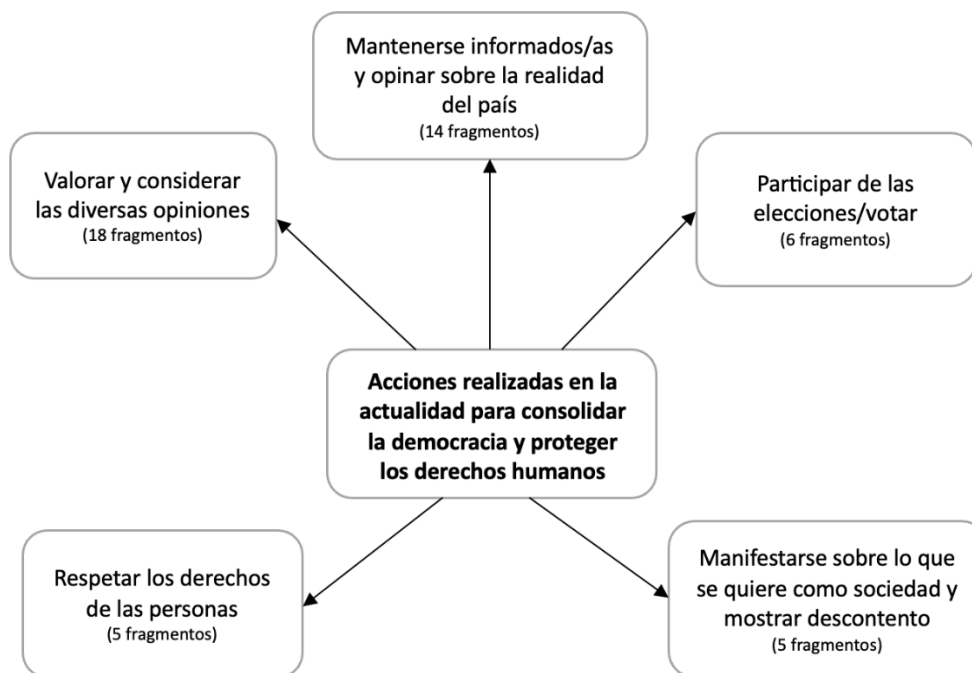 Mantenerse informados/as
y opinar sobre la realidad
del país
(14 fragmentos)
Valorar y considerar
las diversas opiniones
(18 fragmentos)
Participar de las
elecciones/votar
(6 fragmentos)
Acciones realizadas en la
actualidad para consolidar
la democracia y proteger
los derechos humanos
Respetar los derechos
de las personas
(5 fragmentos)
Manifestarse sobre lo que
se quiere como sociedad y
mostrar descontento
(5 fragmentos)